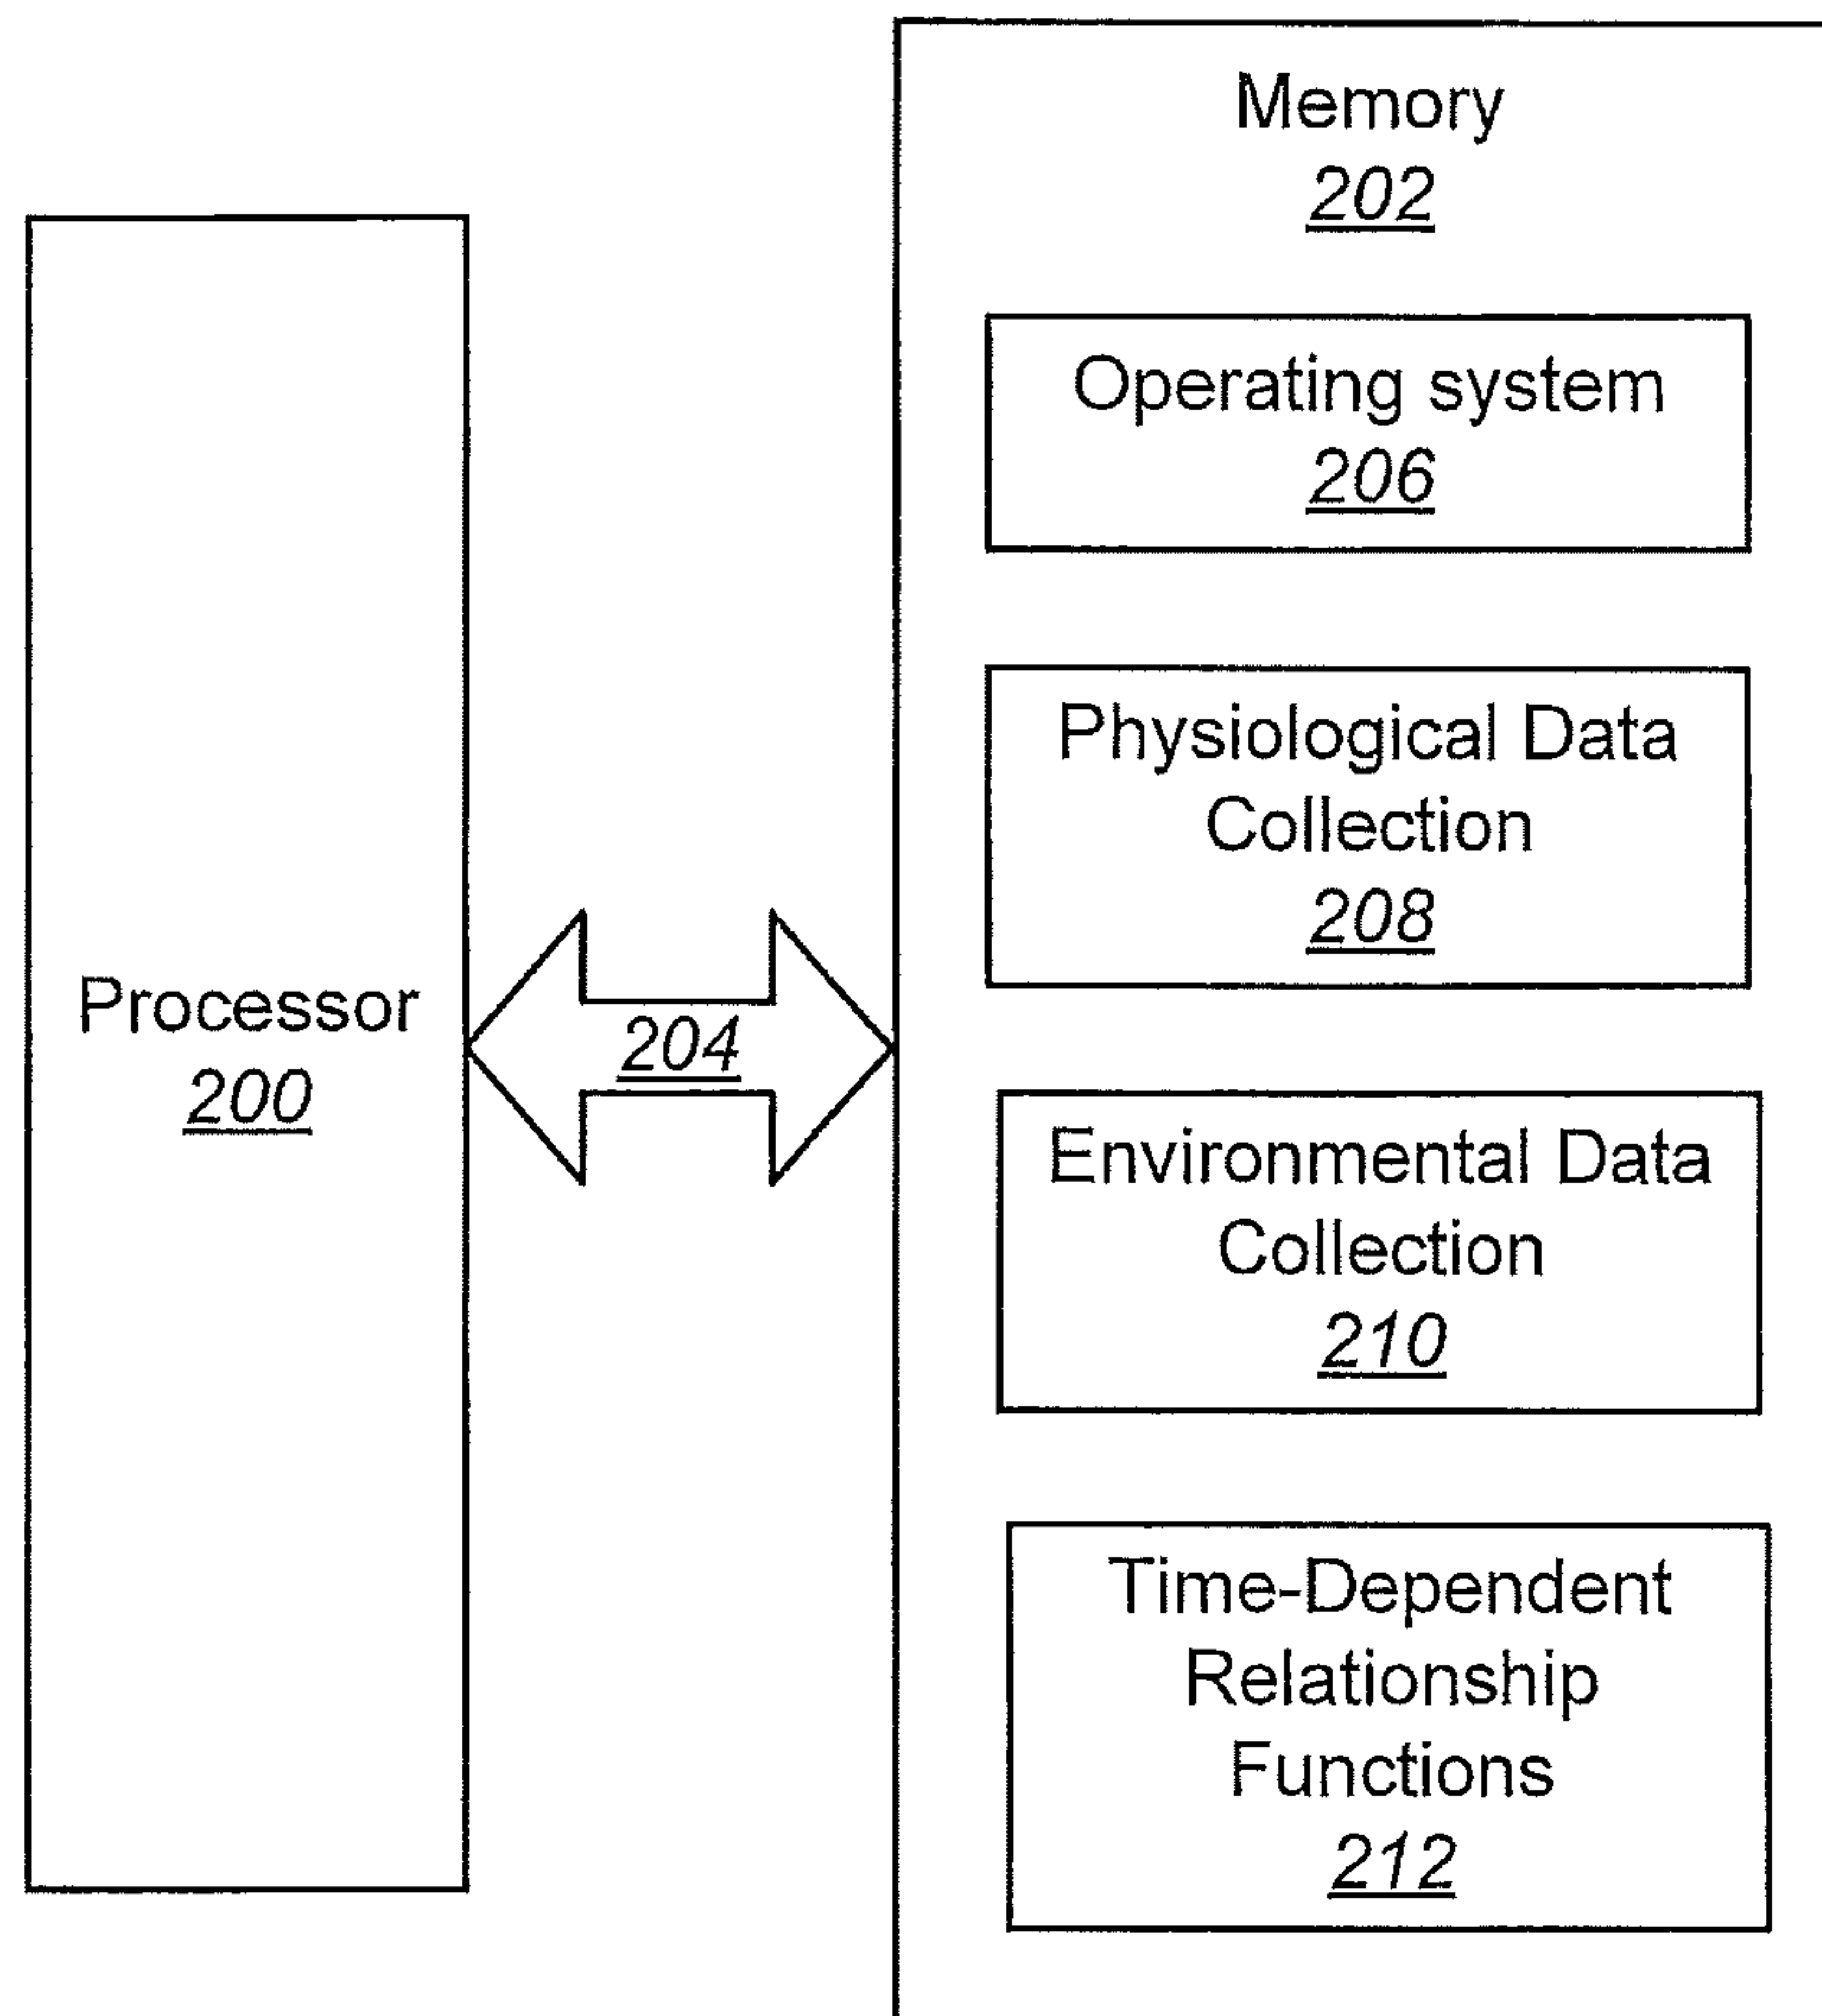 Memory
202
Operating system
206
Physiological Data
Collection
208
Processor
200
204
Environmental Data
Collection
210
Time-Dependent
Relationship
Functions
212